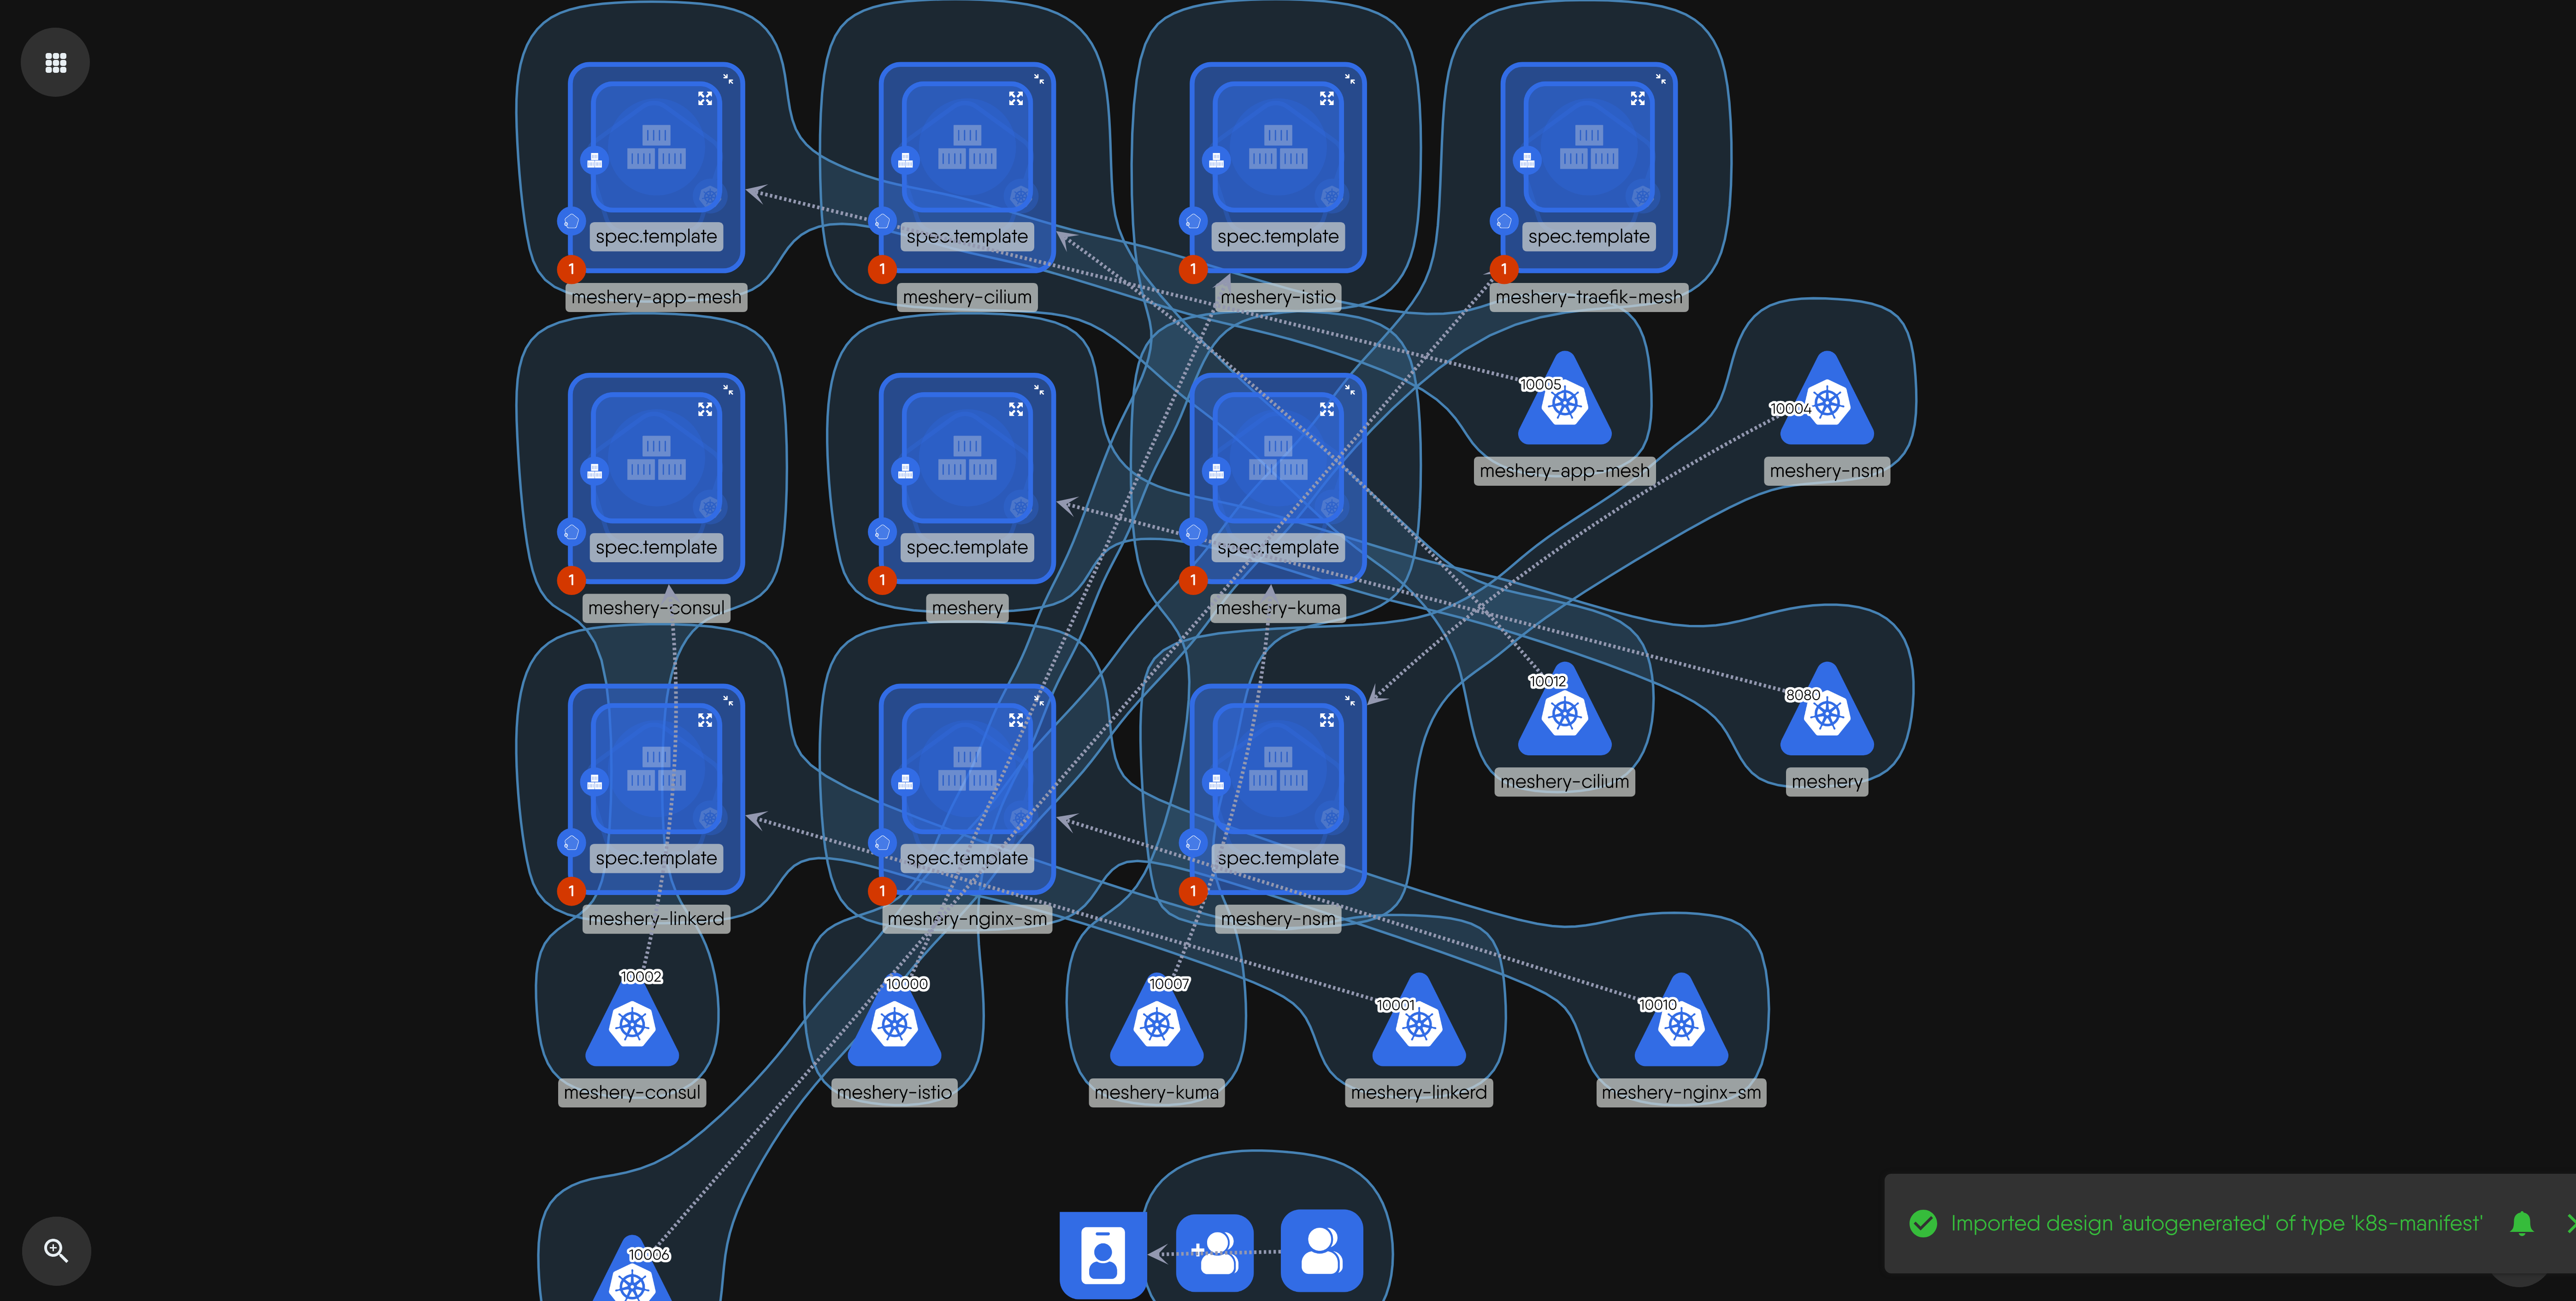 spec.template
spec.template
spec.template
spec.template
1
1
1
1
meshery-app-mesh
meshery-cilium
meshery-istio
meshery-traefik-mesh
10005
10004
meshery-app-mesh
meshery-nsm
spec.template
spec.template
spec.template
1
1
1
meshery-consul
meshery
meshery-kuma
10012
8080
meshery-cilium
meshery
spec.template
spec.template
spec.template
1
1
1
meshery-linkerd
meshery-nginx-sm
meshery-nsm
10002
10000
10007
10001
10010
meshery-consul
meshery-istio
meshery-kuma
meshery-linkerd
meshery-nginx-sm
10006
Imported design 'autogenerated' of type 'k8s-manifest'